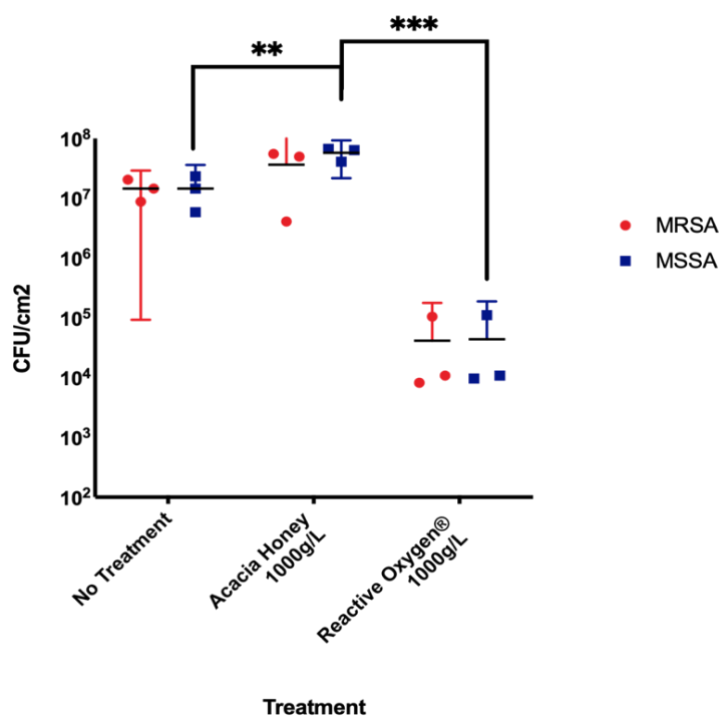 ***
**
10⁸
10⁷
10⁶
10⁵
10⁴
10³
10²
CFU/cm2
MRSA
MSSA
No Treatment
Acacia Honey
1000g/L
Reactive Oxygen®
1000g/L
Treatment